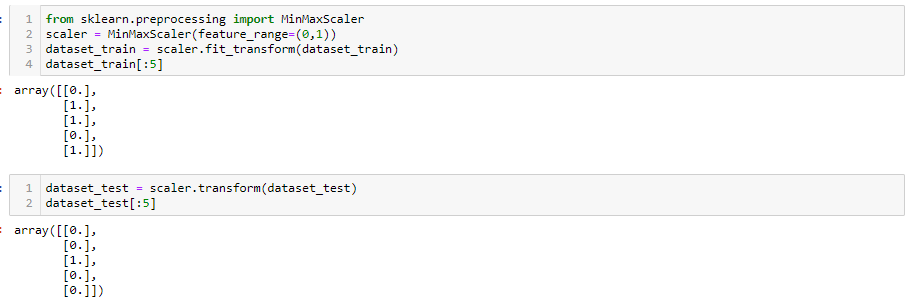 1 from sklearn.preprocessing import MinMaxScaler
2 scaler = MinMaxScaler(feature_range=(0,1))
3 dataset_train = scaler.fit_transform(dataset_train)
4 dataset_train[:5]
array([[0.],
       [1.],
       [1.],
       [0.],
       [1.]])
1 dataset_test = scaler.transform(dataset_test)
2 dataset_test[:5]
array([[0.],
       [0.],
       [1.],
       [0.],
       [0.]])